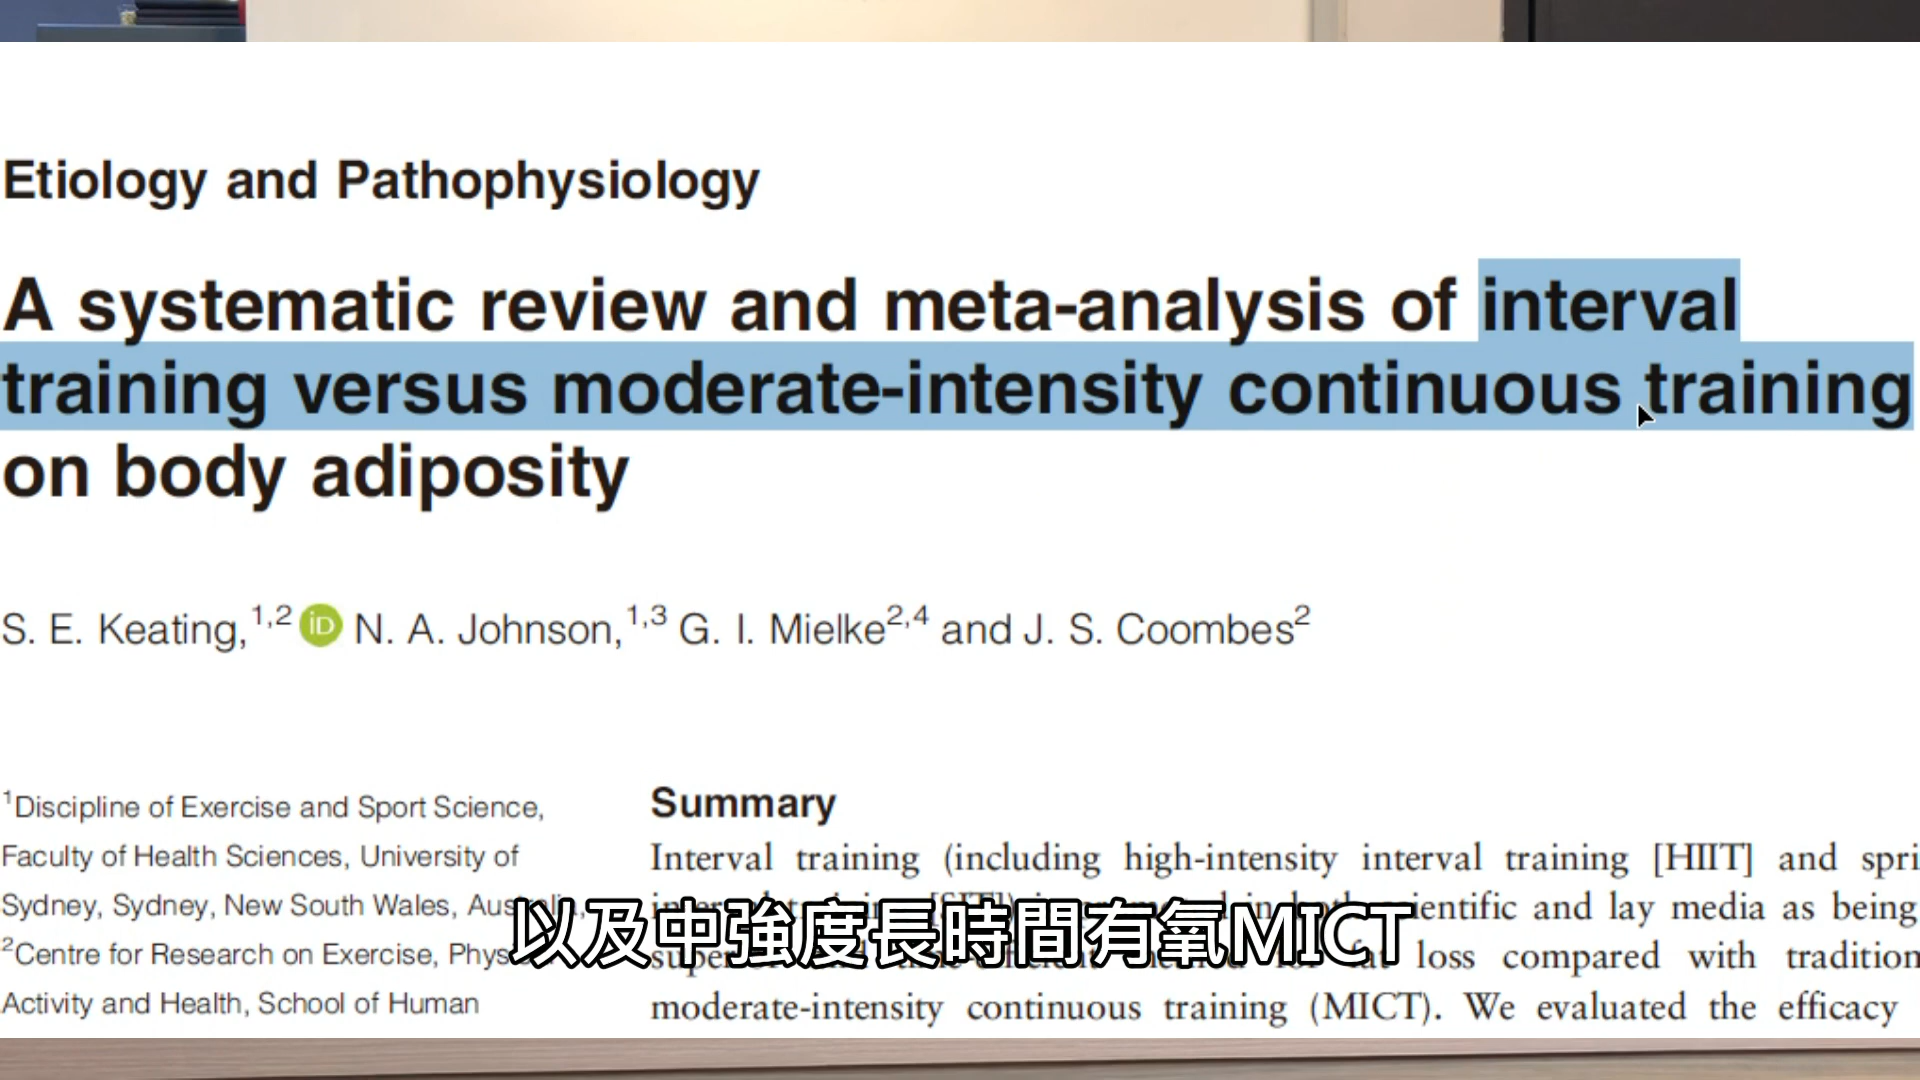 Etiology and Pathophysiology
A systematic review and meta-analysis of interval
training versus moderate-intensity continuous training
on body adiposity
S. E. Keating,1,2 iD N. A. Johnson,1,3 G. I. Mielke2,4 and J. S. Coombes2
1Discipline of Exercise and Sport Science,
Faculty of Health Sciences, University of
Sydney, Sydney, New South Wales,
2Centre for Research on Exercise,
Activity and Health, School of Human
Summary
Interval training (including high-intensity interval training [HIIT] and
scientific and lay media as being
for fat loss compared with
moderate-intensity continuous training (MICT). We evaluated the efficacy
以及中強度長時間有氧MICT